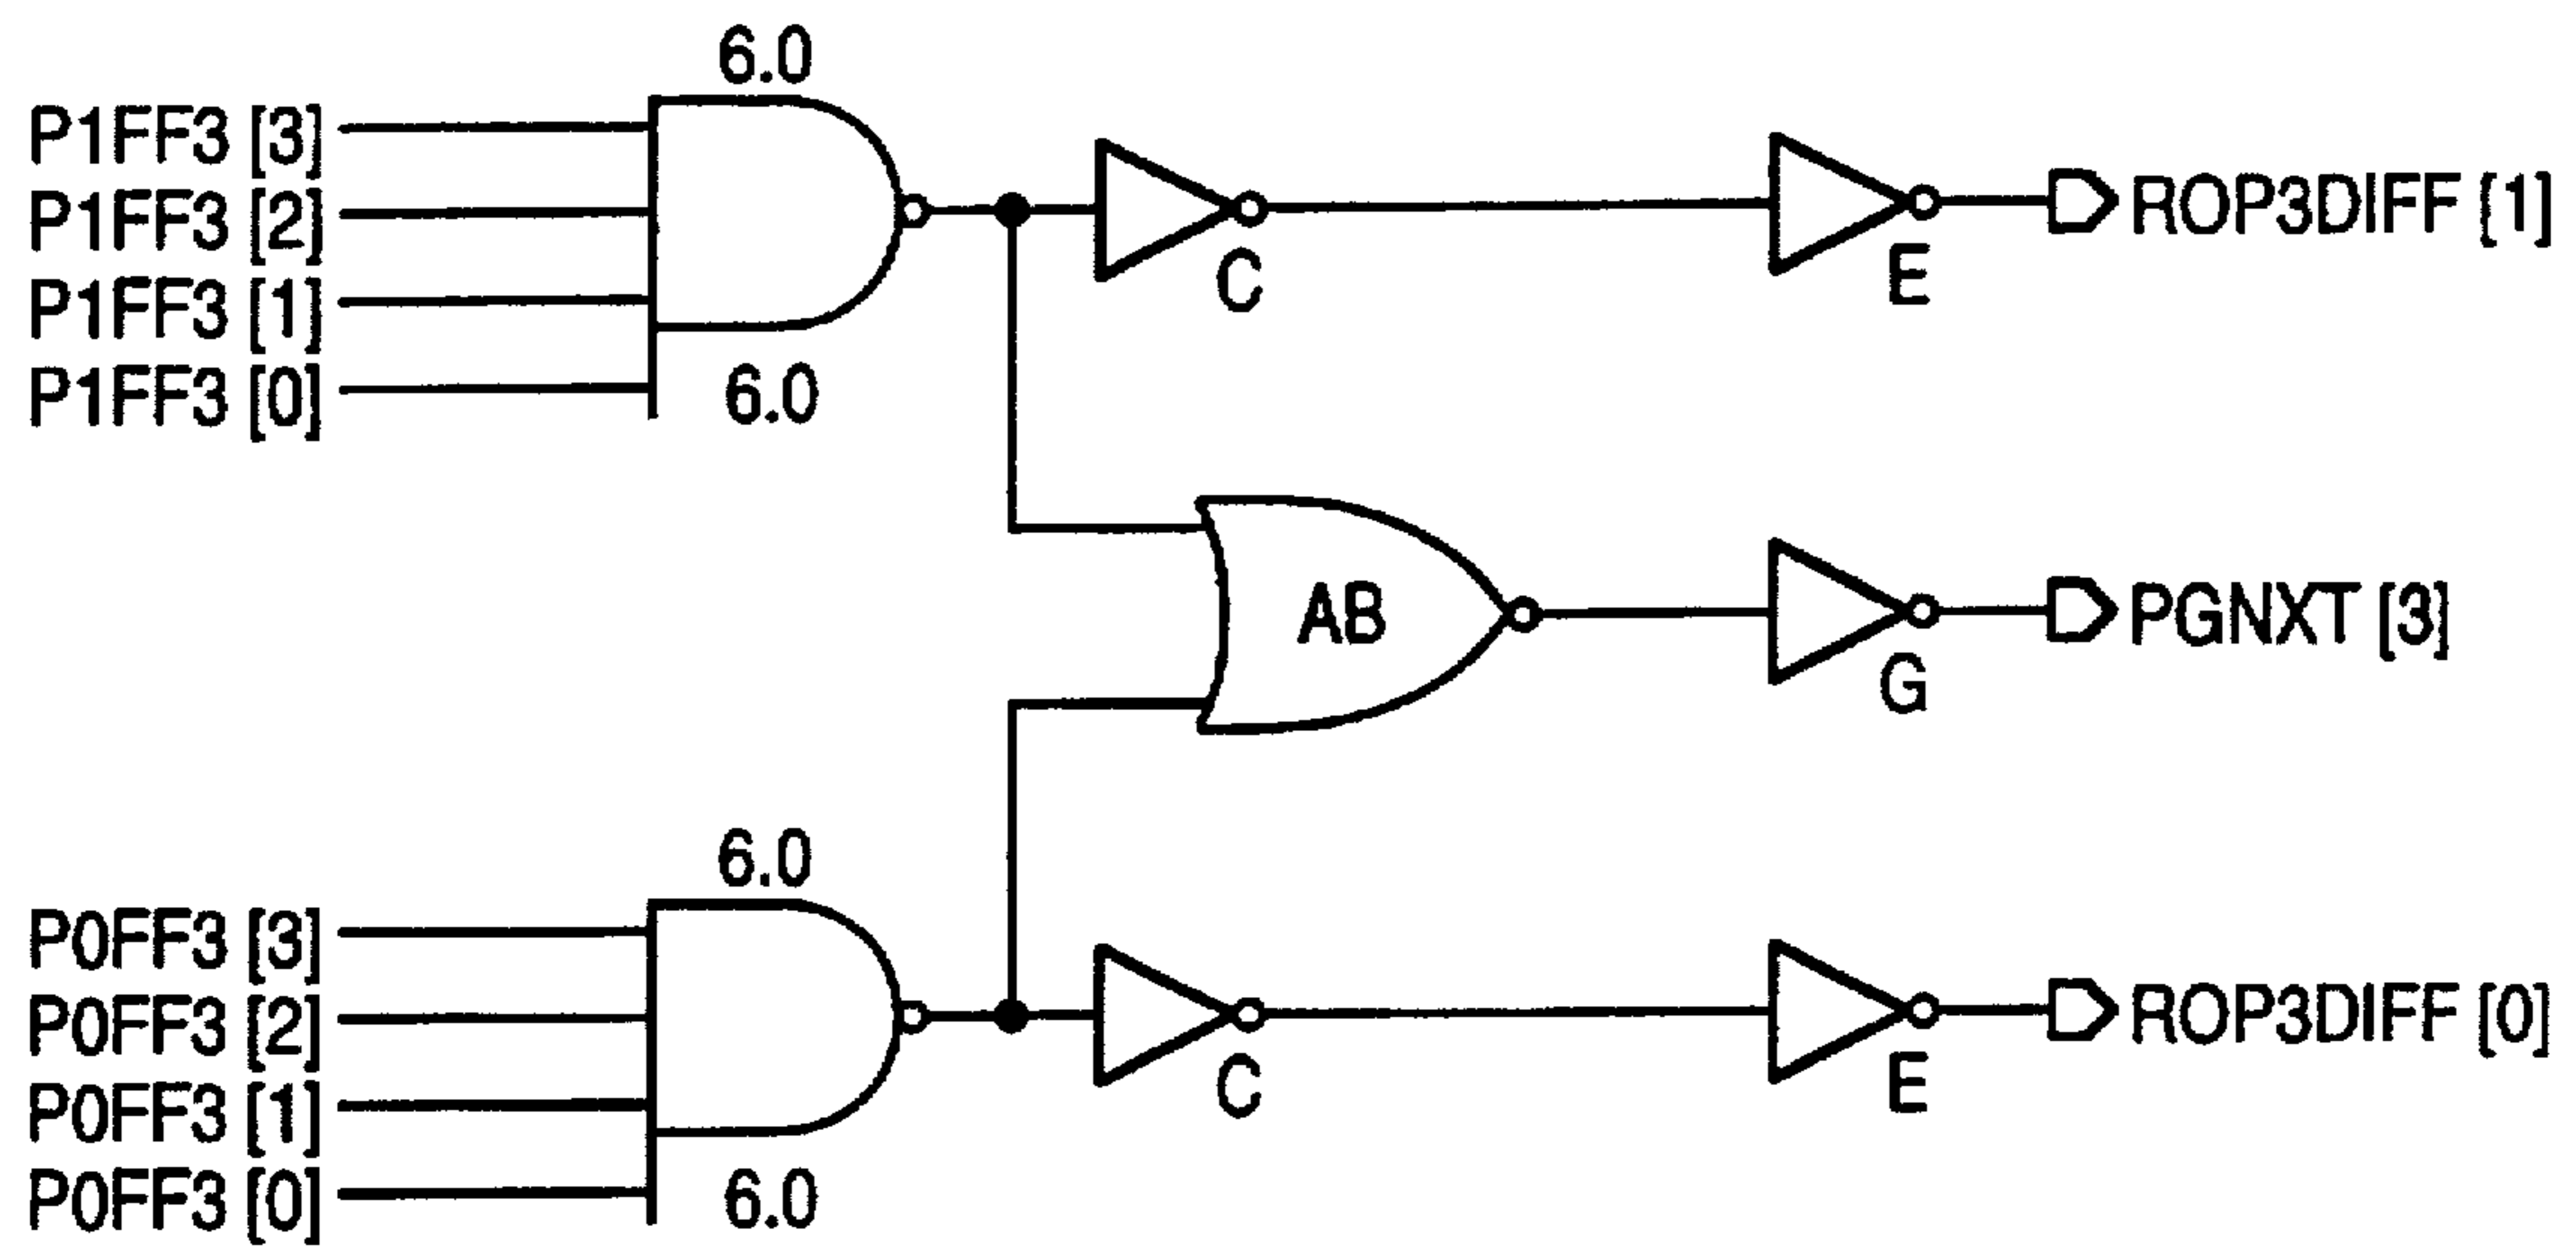 6.0
P1FF3 [3]
P1FF3 [2]
P1FF3 [1]
P1FF3 [0]
6.0
C
E
ROP3DIFF [1]
AB
G
PGNXT [3]
6.0
P0FF3 [3]
P0FF3 [2]
P0FF3 [1]
P0FF3 [0]
6.0
C
E
ROP3DIFF [0]